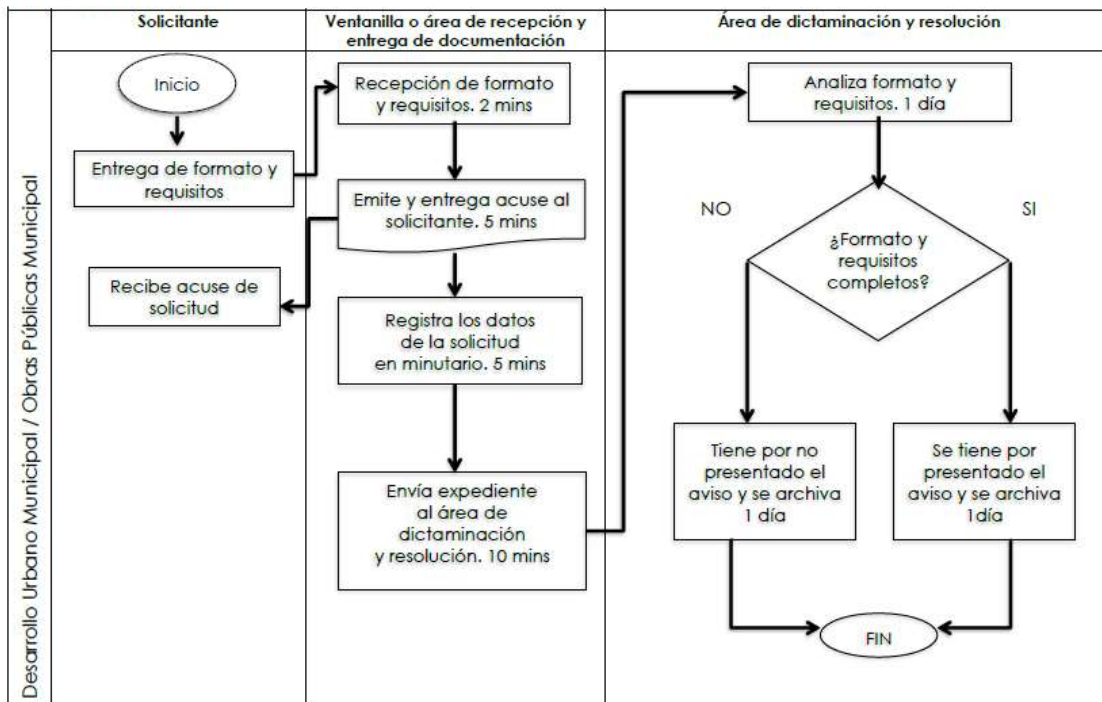 Desarrollo Urbano Municipal / Obras Públicas Municipal
Solicitante
Inicio
Entrega de formato y
requisitos
Recibe acuse de
solicitud
Ventanilla o área de recepción y
entrega de documentación
Recepción de formato
y requisitos. 2 mins
Emite y entrega acuse al
solicitante. 5 mins
Registra los datos
de la solicitud
en minutario. 5 mins
Envía expediente
al área de
dictaminación
y resolución. 10 mins
Área de dictaminación y resolución
Analiza formato y
requisitos. 1 día
NO
SI
¿Formato y
requisitos
completos?
Tiene por no
presentado el
aviso y se archiva
1 día
Se tiene por
presentado el
aviso y se archiva
1día
FIN